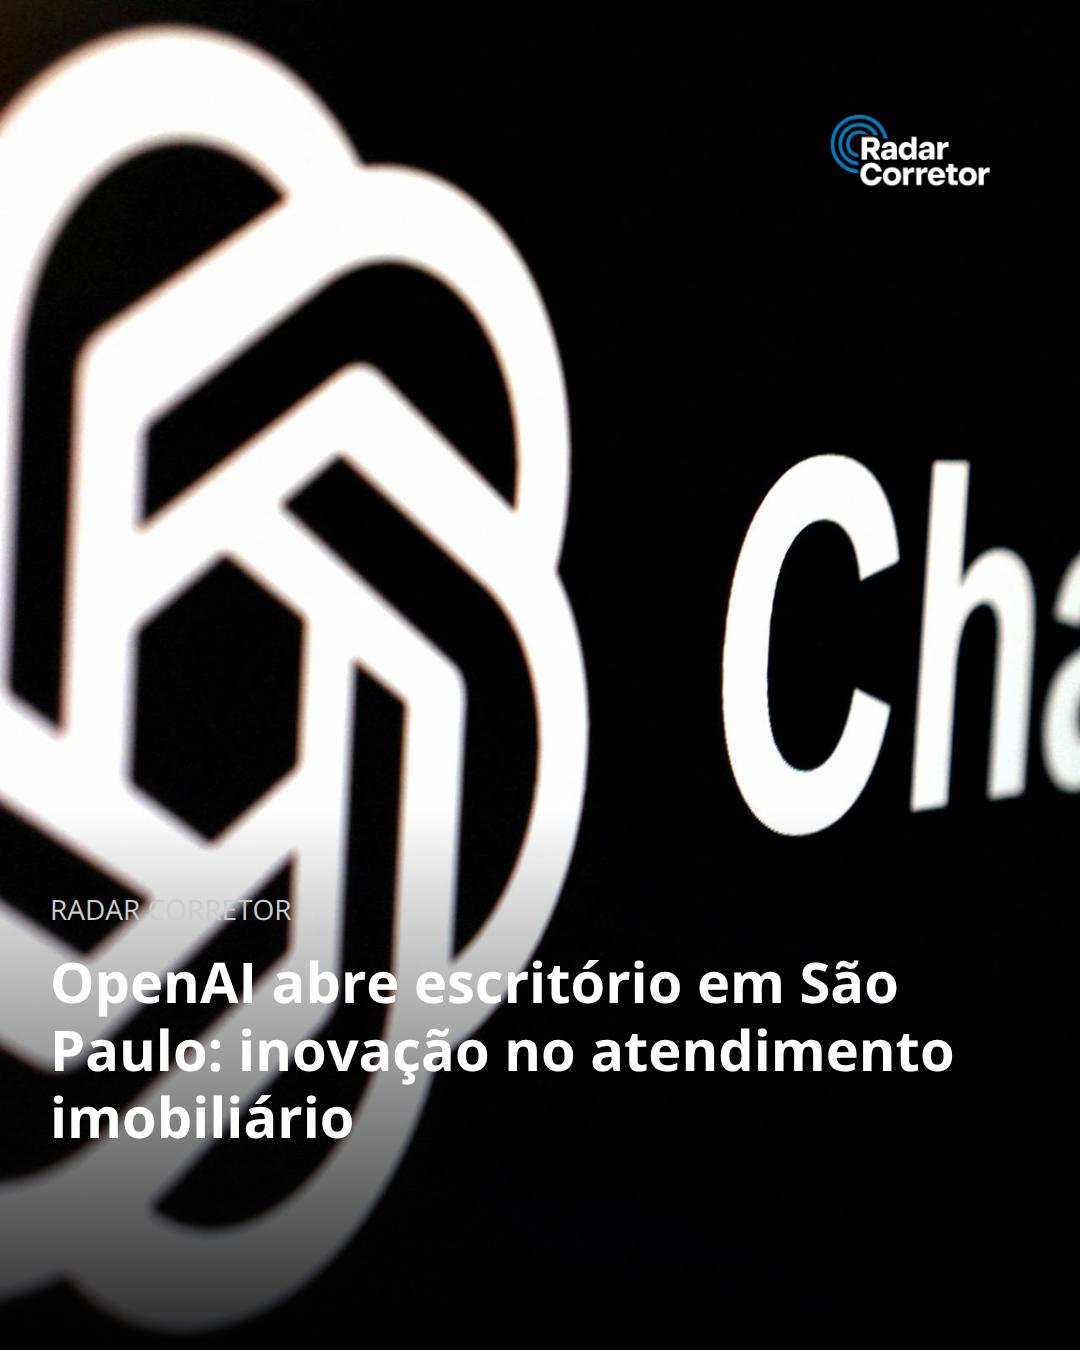 Radar
Corretor
Cha
RADAR CORRETOR
OpenAI abre escritório em São
Paulo: inovação no atendimento
imobiliário